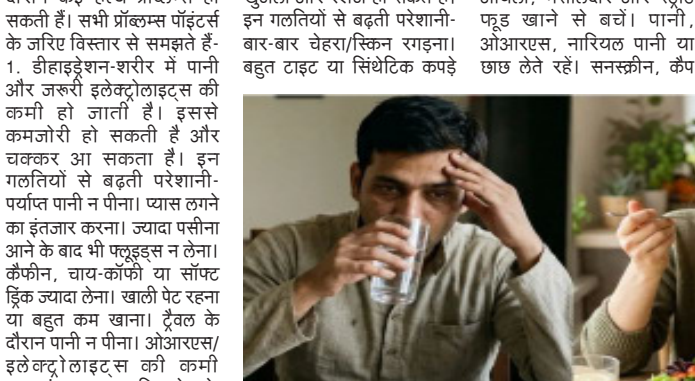 सकती हैं। सभी प्रॉब्लम्स पॉइंटर्स
के जरिए विस्तार से समझते हैं-
1. डीहाइड्रेशन-शरीर में पानी
और जरूरी इलेक्ट्रोलाइट्स की
कमी हो जाती है। इससे
कमजोरी हो सकती है और
चक्कर आ सकता है। इन
गलतियों से बढ़ती परेशानी-
पर्याप्त पानी न पीना। प्यास लगने
का इंतजार करना। ज्यादा पसीना
आने के बाद भी फ्लूइड्स न लेना।
कैफीन, चाय-कॉफी या सॉफ्ट
ड्रिंक ज्यादा लेना। खाली पेट रहना
या बहुत कम खाना। ट्रैवल के
दौरान पानी न पीना। ओआरएस/
इलेक्ट्रोलाइट्स की कमी
इन गलतियों से बढ़ती परेशानी-
बार-बार चेहरा/स्किन रगड़ना।
बहुत टाइट या सिंथेटिक कपड़े
फूड खाने से बचें। पानी,
ओआरएस, नारियल पानी या
छाछ लेते रहें। सनस्क्रीन, कैप